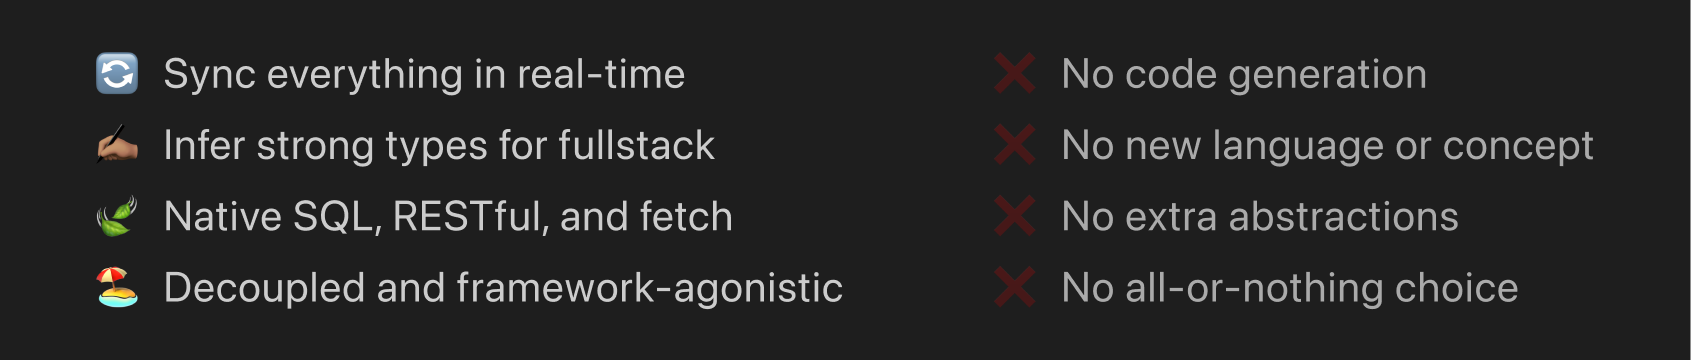 Sync everything in real-time
Infer strong types for fullstack
Native SQL, RESTful, and fetch
Decoupled and framework-agonistic
No code generation
No new language or concept
No extra abstractions
No all-or-nothing choice